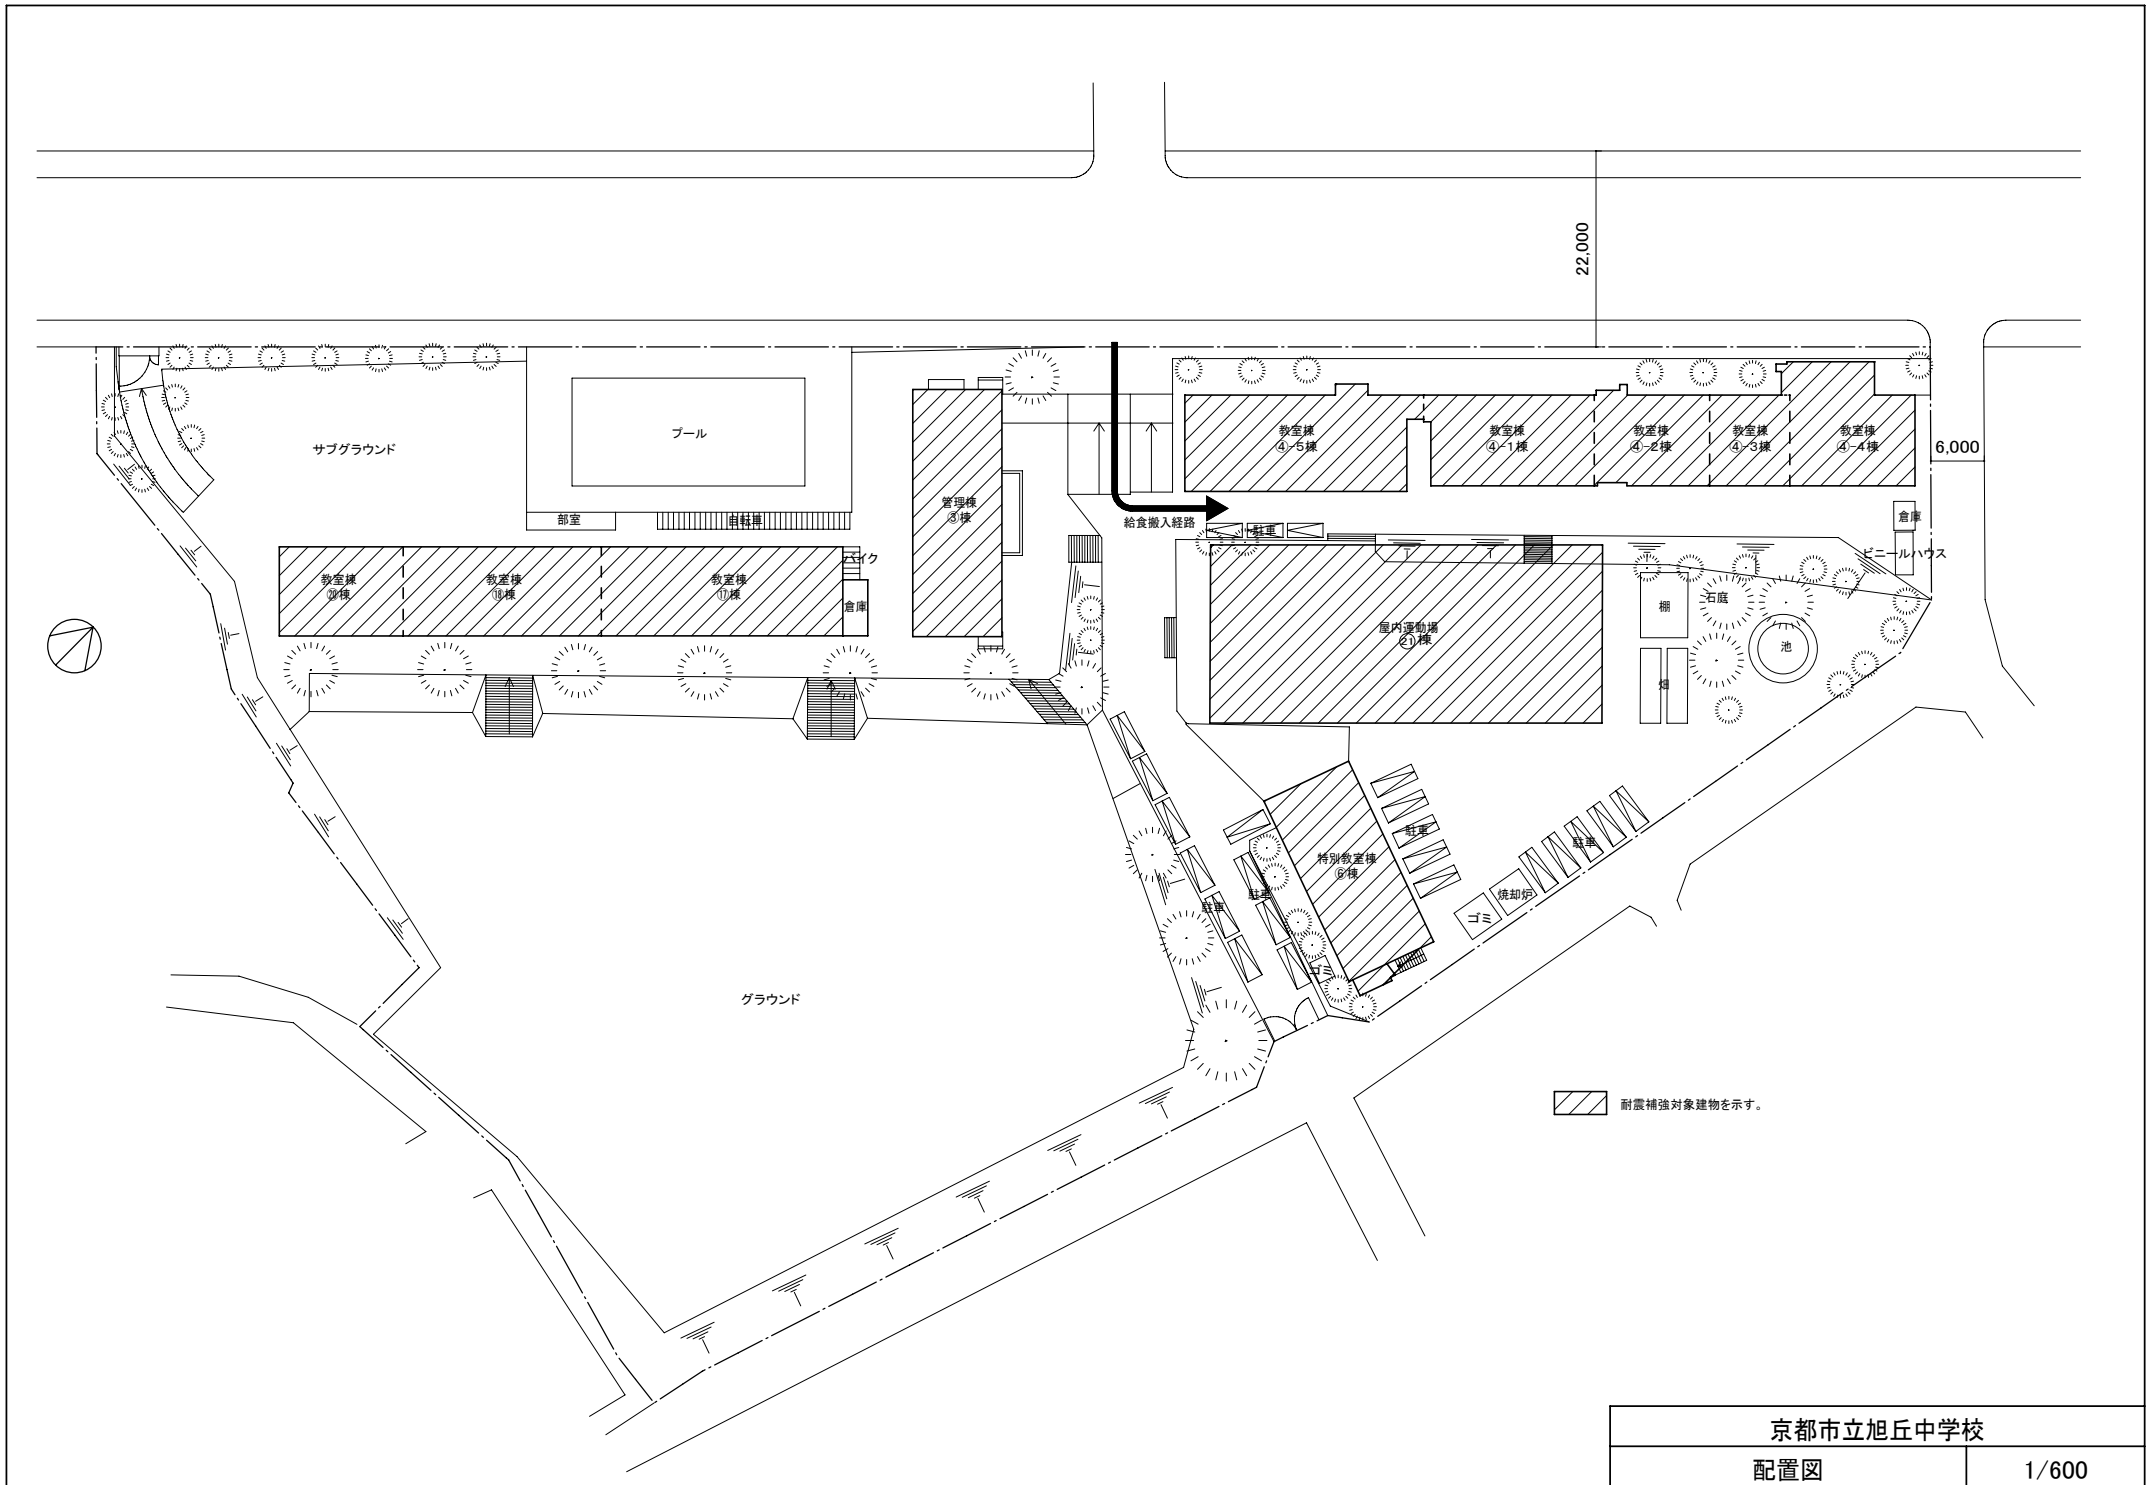 22,000
サブグラウンド
プール
部室
自転車
管理棟
③棟
教室棟
④-5棟
教室棟
④-1棟
教室棟
④-2棟
教室棟
④-3棟
教室棟
④-4棟
6,000
給食搬入経路
駐車
倉庫
ビニールハウス
教室棟
⑳棟
教室棟
⑱棟
教室棟
⑰棟
バイク
倉庫
屋内運動場
㉑棟
棚
石庭
池
畑
特別教室棟
⑥棟
駐車
駐車
駐車
駐車
ゴミ
焼却炉
ゴミ
グラウンド
耐震補強対象建物を示す。
京都市立旭丘中学校
配置図
1/600